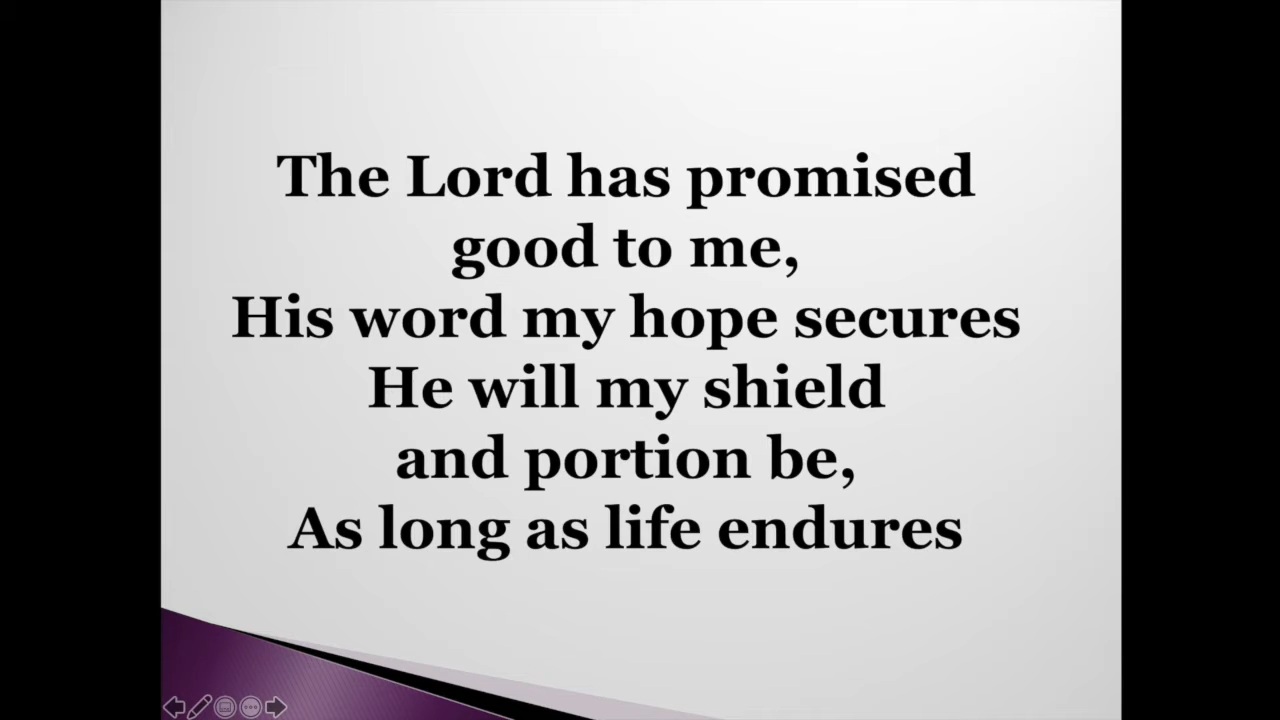 The Lord has promised
good to me,
His word my hope secures
He will my shield
and portion be,
As long as life endures